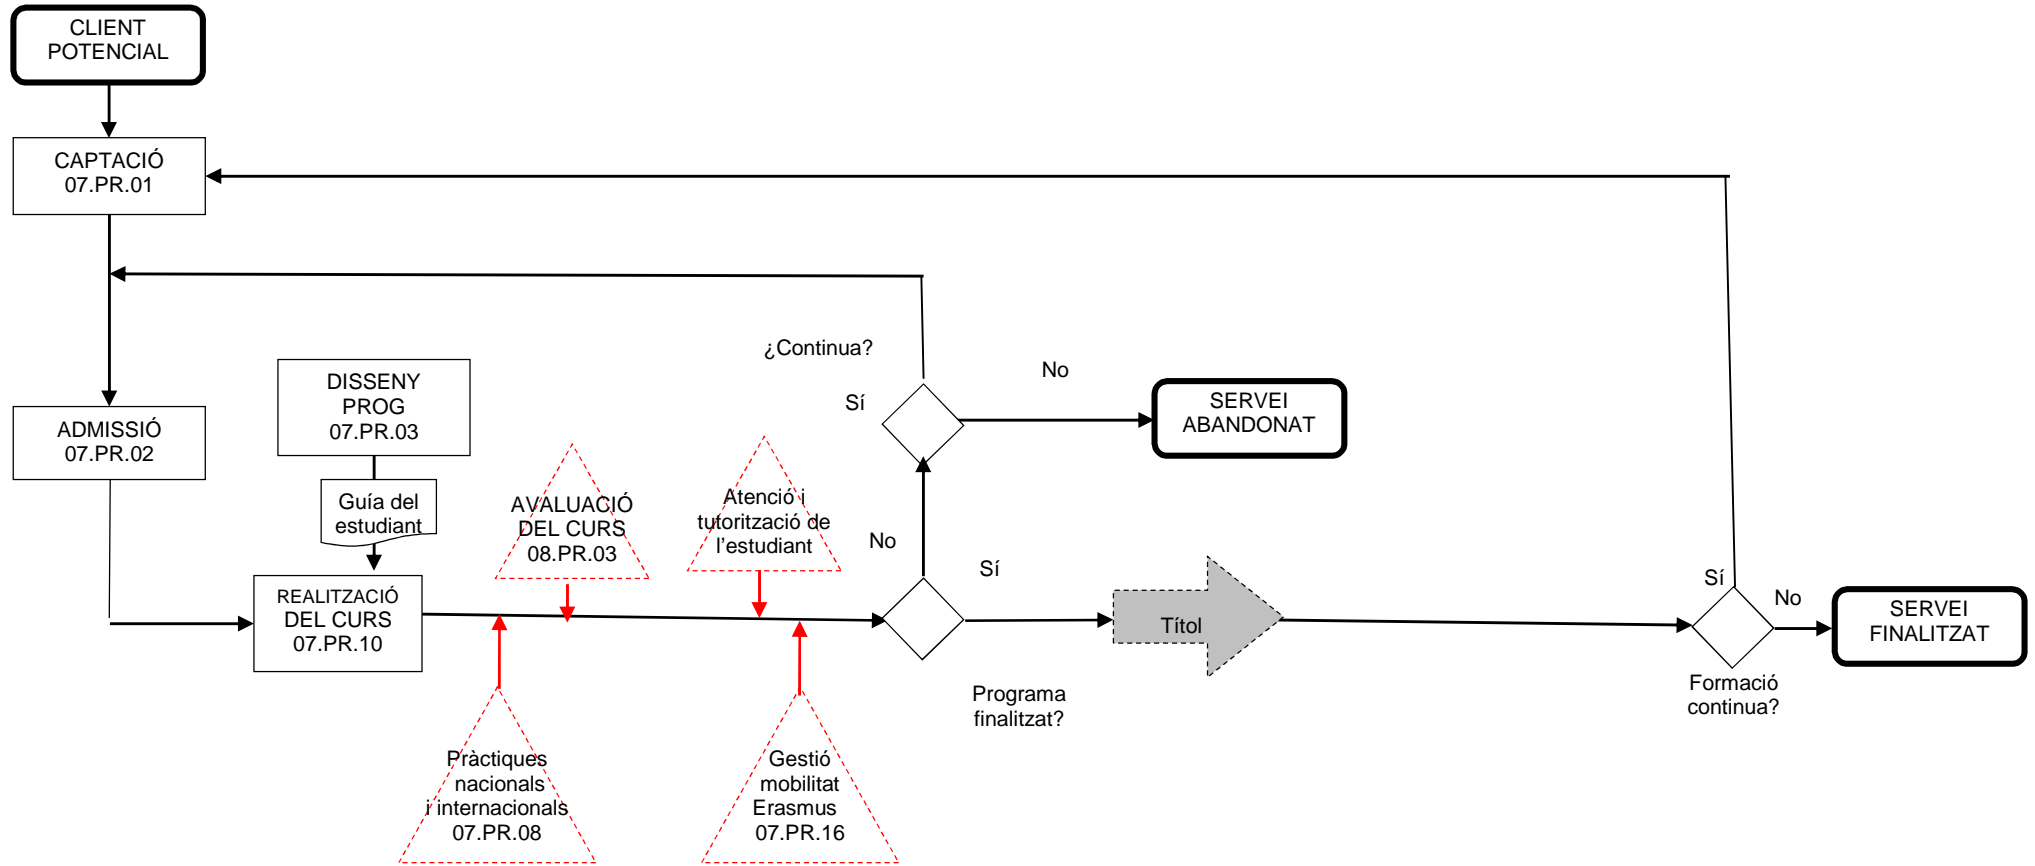 CLIENT
POTENCIAL
CAPTACIÓ
07.PR.01
¿Continua?
No
Sí
DISSENY
PROG
07.PR.03
SERVEI
ABANDONAT
ADMISSIÓ
07.PR.02
Guía del
estudiant
AVALUACIÓ
DEL CURS
08.PR.03
Atenció i
tutorització de
l’estudiant
No
Sí
REALITZACIÓ
DEL CURS
07.PR.10
Títol
Sí
No
SERVEI
FINALITZAT
Programa
finalitzat?
Formació
continua?
Pràctiques
nacionals
i internacionals
07.PR.08
Gestió
mobilitat
Erasmus
07.PR.16